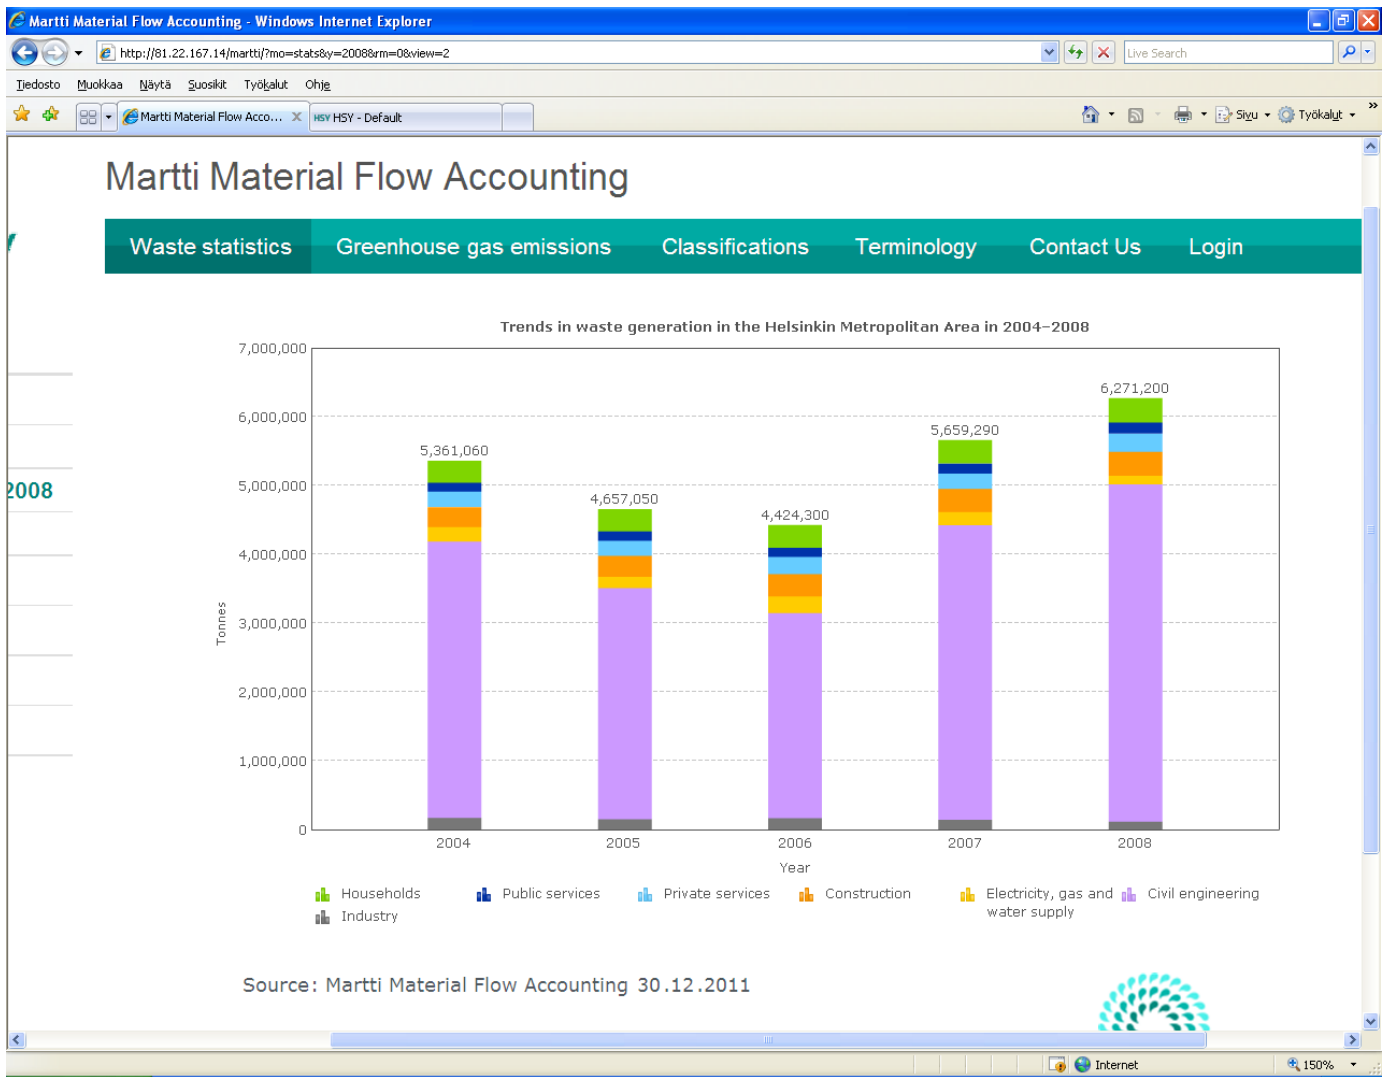 Martti Material Flow Accounting - Windows Internet Explorer
http://81.22.167.14/martti/?mo=stats&y=2008&rm=0&view=2
Live Search
Tiedosto Muokkaa Näytä Suosikit Työkalut Ohje
Martti Material Flow Acco... X HSY HSY - Default
Sivu Työkalut »
Martti Material Flow Accounting
Waste statistics Greenhouse gas emissions Classifications Terminology Contact Us Login
2008
Trends in waste generation in the Helsinkin Metropolitan Area in 2004–2008
7,000,000
6,271,200
6,000,000
5,659,290
5,361,060
5,000,000
4,657,050
4,424,300
4,000,000
3,000,000
Tonnes
2,000,000
1,000,000
0
2004 2005 2006 2007 2008
Year
Households Public services Private services Construction Electricity, gas and water supply Civil engineering
Industry
Source: Martti Material Flow Accounting 30.12.2011
Internet 150%